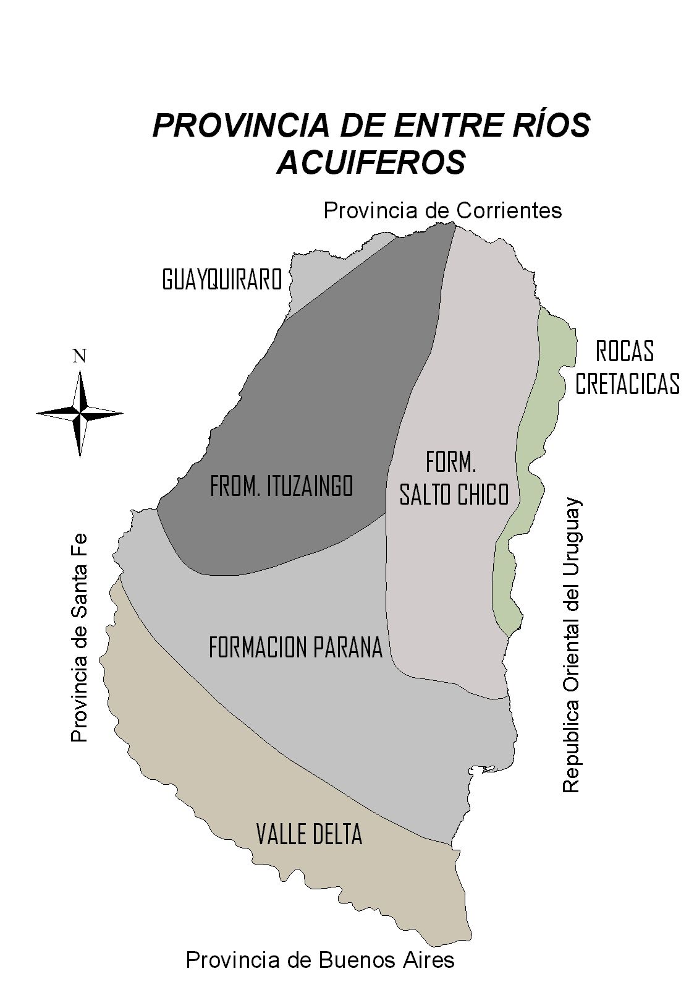 PROVINCIA DE ENTRE RÍOS
ACUIFEROS
Provincia de Corrientes
GUAYQUIRARO
N
ROCAS
CRETACICAS
FORM.
SALTO CHICO
FROM. ITUZAINGO
Provincia de Santa Fe
Republica Oriental del Uruguay
FORMACION PARANA
VALLE DELTA
Provincia de Buenos Aires